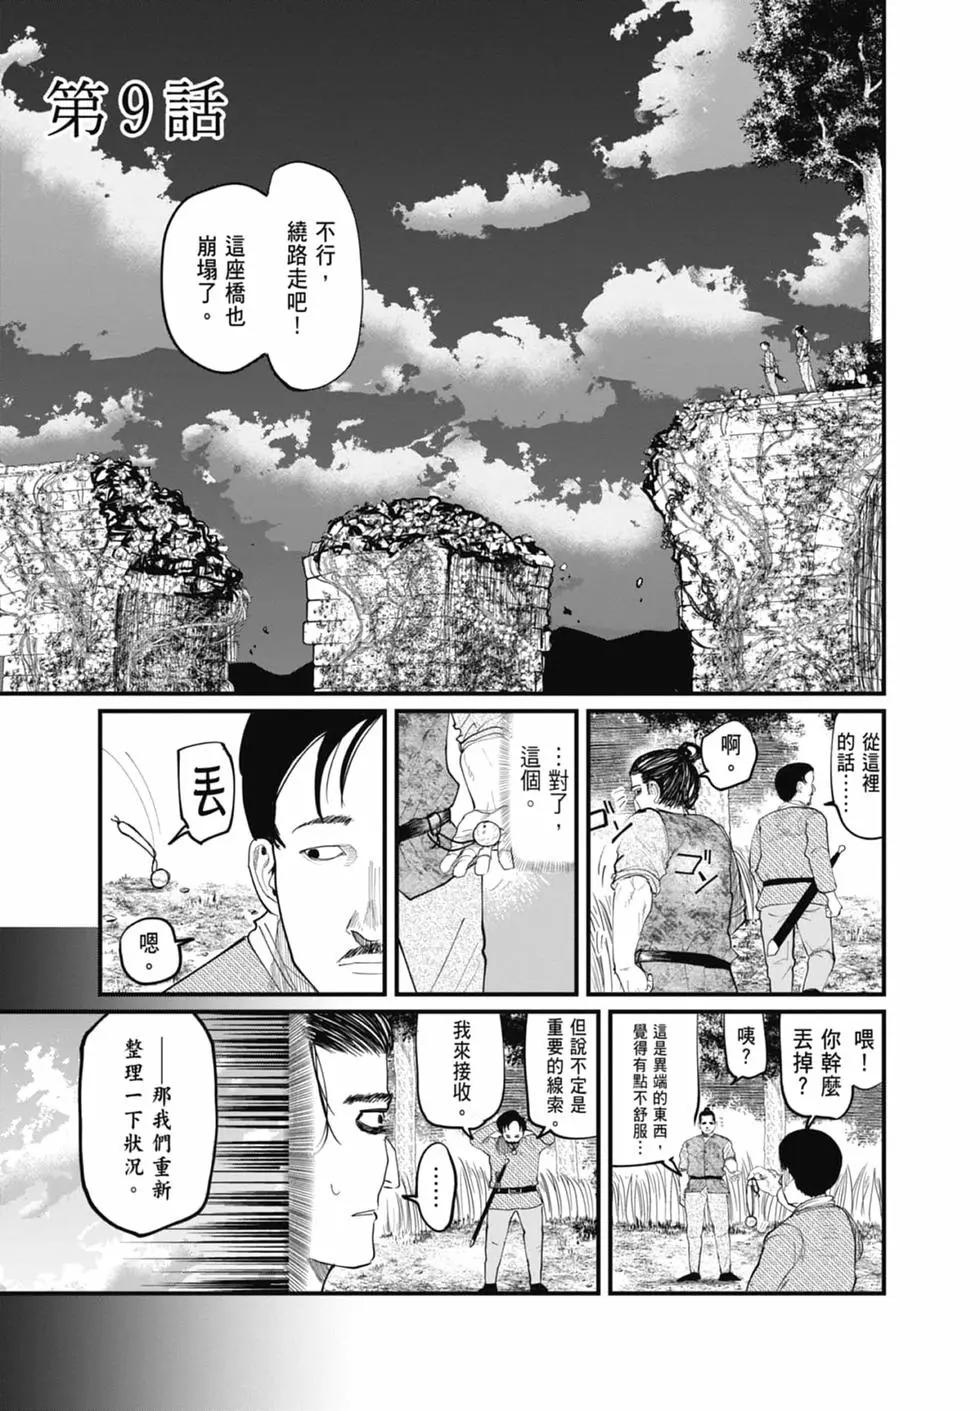 第9話
不行，
繞路走吧！
這座橋也
崩塌了。
從這裡
的話……
啊。
ゴ
ゴン
…對了，
這個。
丟
嗯。
喂！
你幹麼
丟掉？
咦？
這是異端的東西，
覺得有點不舒服…
但說不定是
重要的線索。
我來接收。
……
——那我們重新
整理一下狀況。